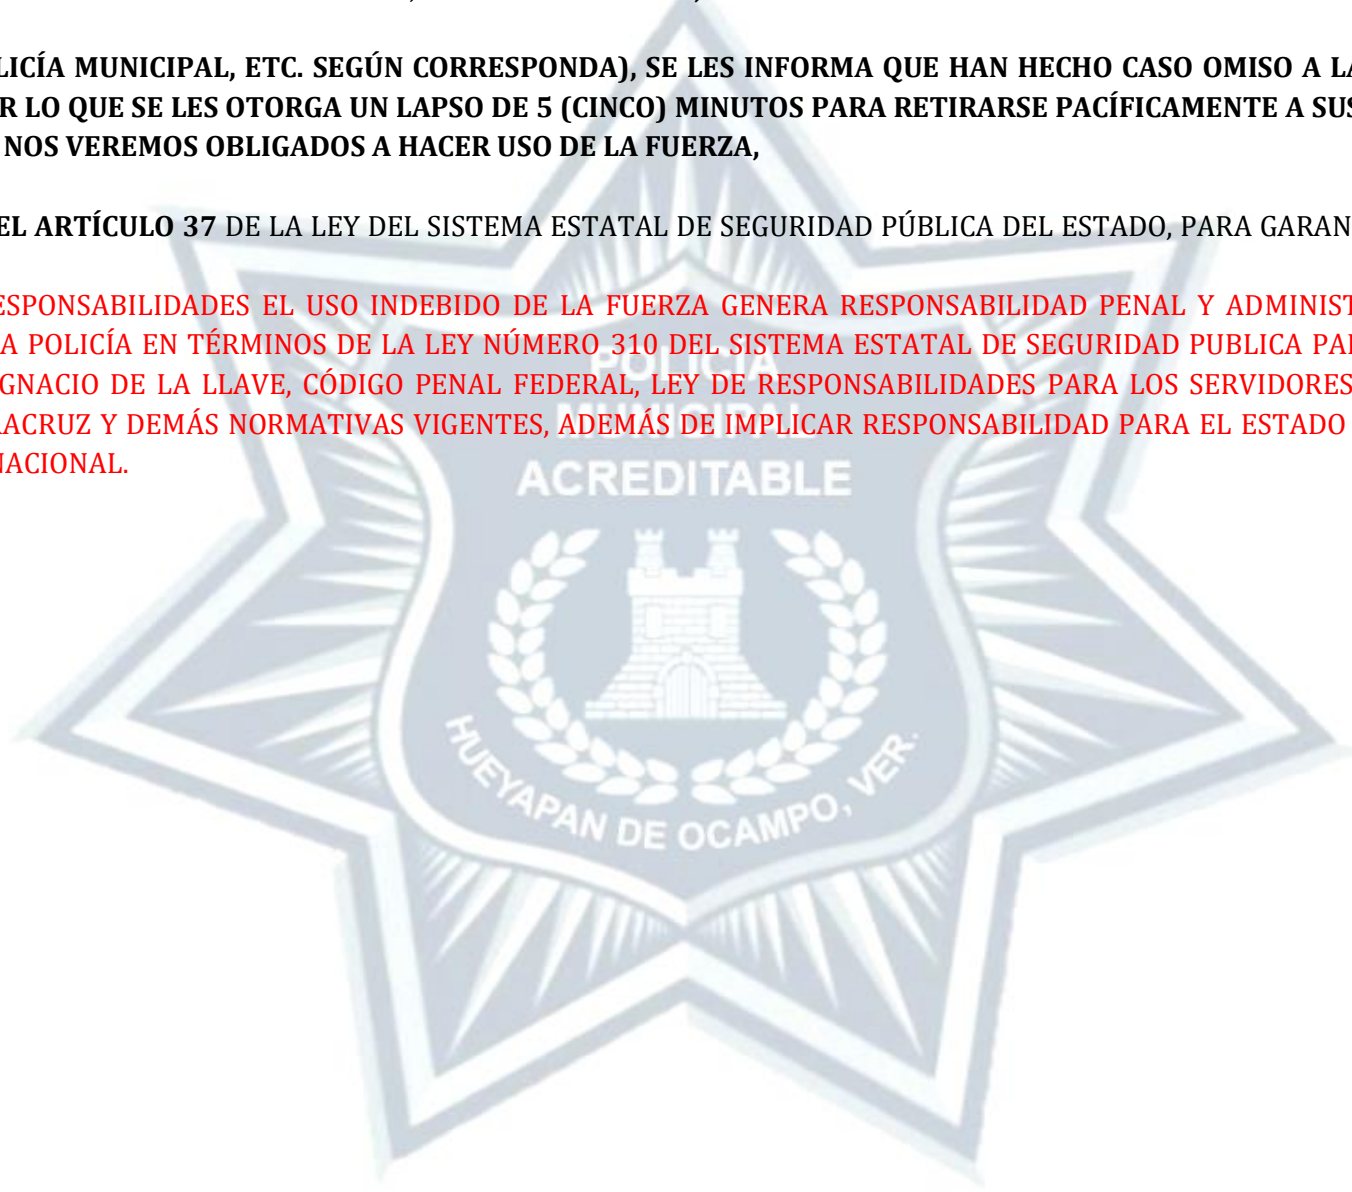 LICÍA MUNICIPAL, ETC. SEGÚN CORRESPONDA), SE LES INFORMA QUE HAN HECHO CASO OMISO A LA
R LO QUE SE LES OTORGA UN LAPSO DE 5 (CINCO) MINUTOS PARA RETIRARSE PACÍFICAMENTE A SUS
NOS VEREMOS OBLIGADOS A HACER USO DE LA FUERZA,
EL ARTÍCULO 37 DE LA LEY DEL SISTEMA ESTATAL DE SEGURIDAD PÚBLICA DEL ESTADO, PARA GARAN
ESPONSABILIDADES EL USO INDEBIDO DE LA FUERZA GENERA RESPONSABILIDAD PENAL Y ADMINIST
A POLICÍA EN TÉRMINOS DE LA LEY NÚMERO 310 DEL SISTEMA ESTATAL DE SEGURIDAD PUBLICA PA
GNACIO DE LA LLAVE, CÓDIGO PENAL FEDERAL, LEY DE RESPONSABILIDADES PARA LOS SERVIDORES
RACRUZ Y DEMÁS NORMATIVAS VIGENTES, ADEMÁS DE IMPLICAR RESPONSABILIDAD PARA EL ESTADO
NACIONAL.
POLICÍA
MUNICIPAL
ACREDITABLE
HUEYAPAN DE OCAMPO, VER.